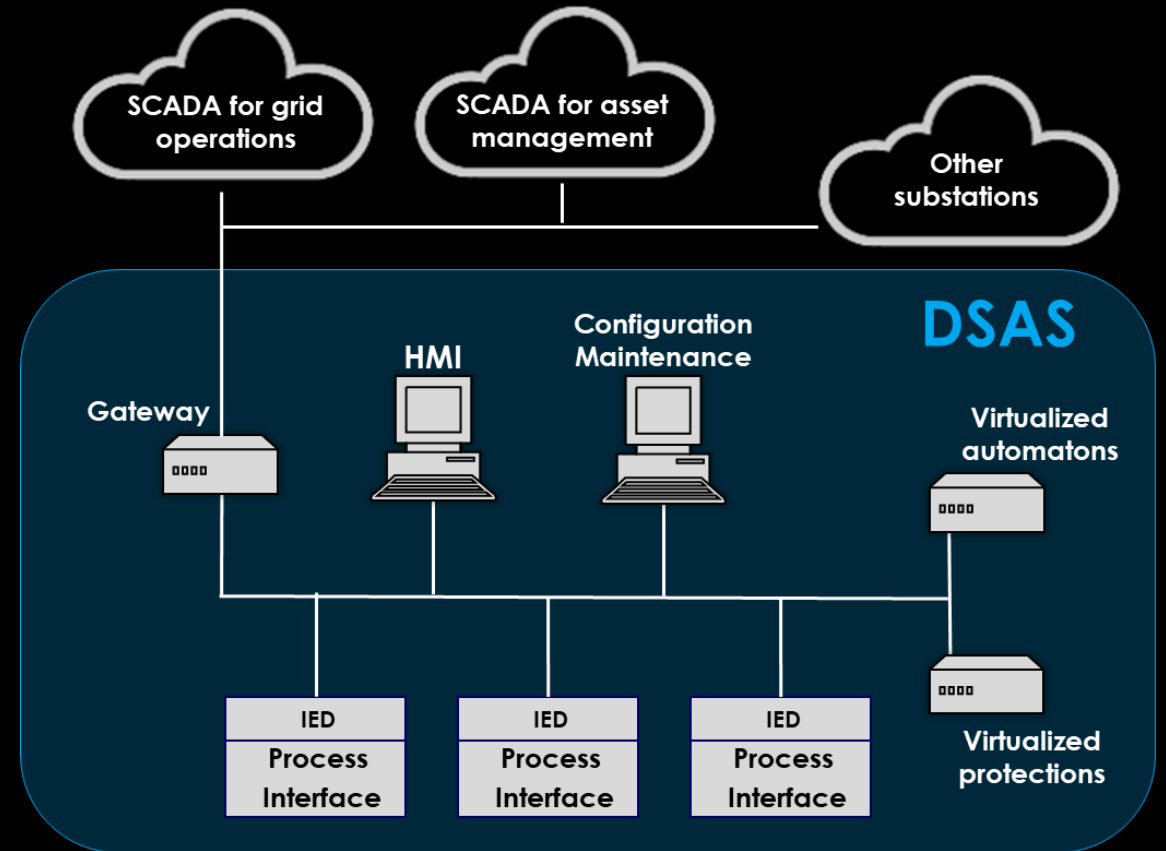 SCADA for grid
operations
SCADA for asset
management
Other
substations
DSAS
Configuration
Maintenance
HMI
Gateway
Virtualized
automatons
IED
Process
Interface
IED
Process
Interface
IED
Process
Interface
Virtualized
protections